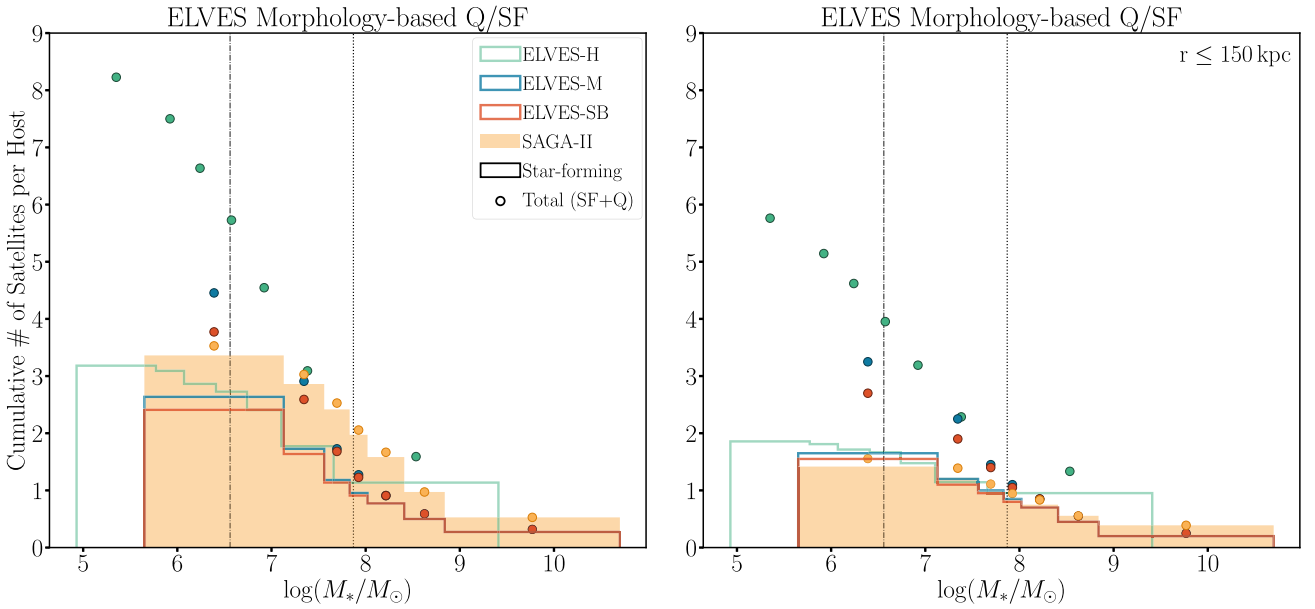 ELVES Morphology-based Q/SF
9
8
7
6
5
4
3
2
1
0
Cumulative # of Satellites per Host
5 6 7 8 9 10
log(M*/M☉)
ELVES-H
ELVES-M
ELVES-SB
SAGA-II
Star-forming
Total (SF+Q)
ELVES Morphology-based Q/SF
r ≤ 150 kpc
9
8
7
6
5
4
3
2
1
0
5 6 7 8 9 10
log(M*/M☉)